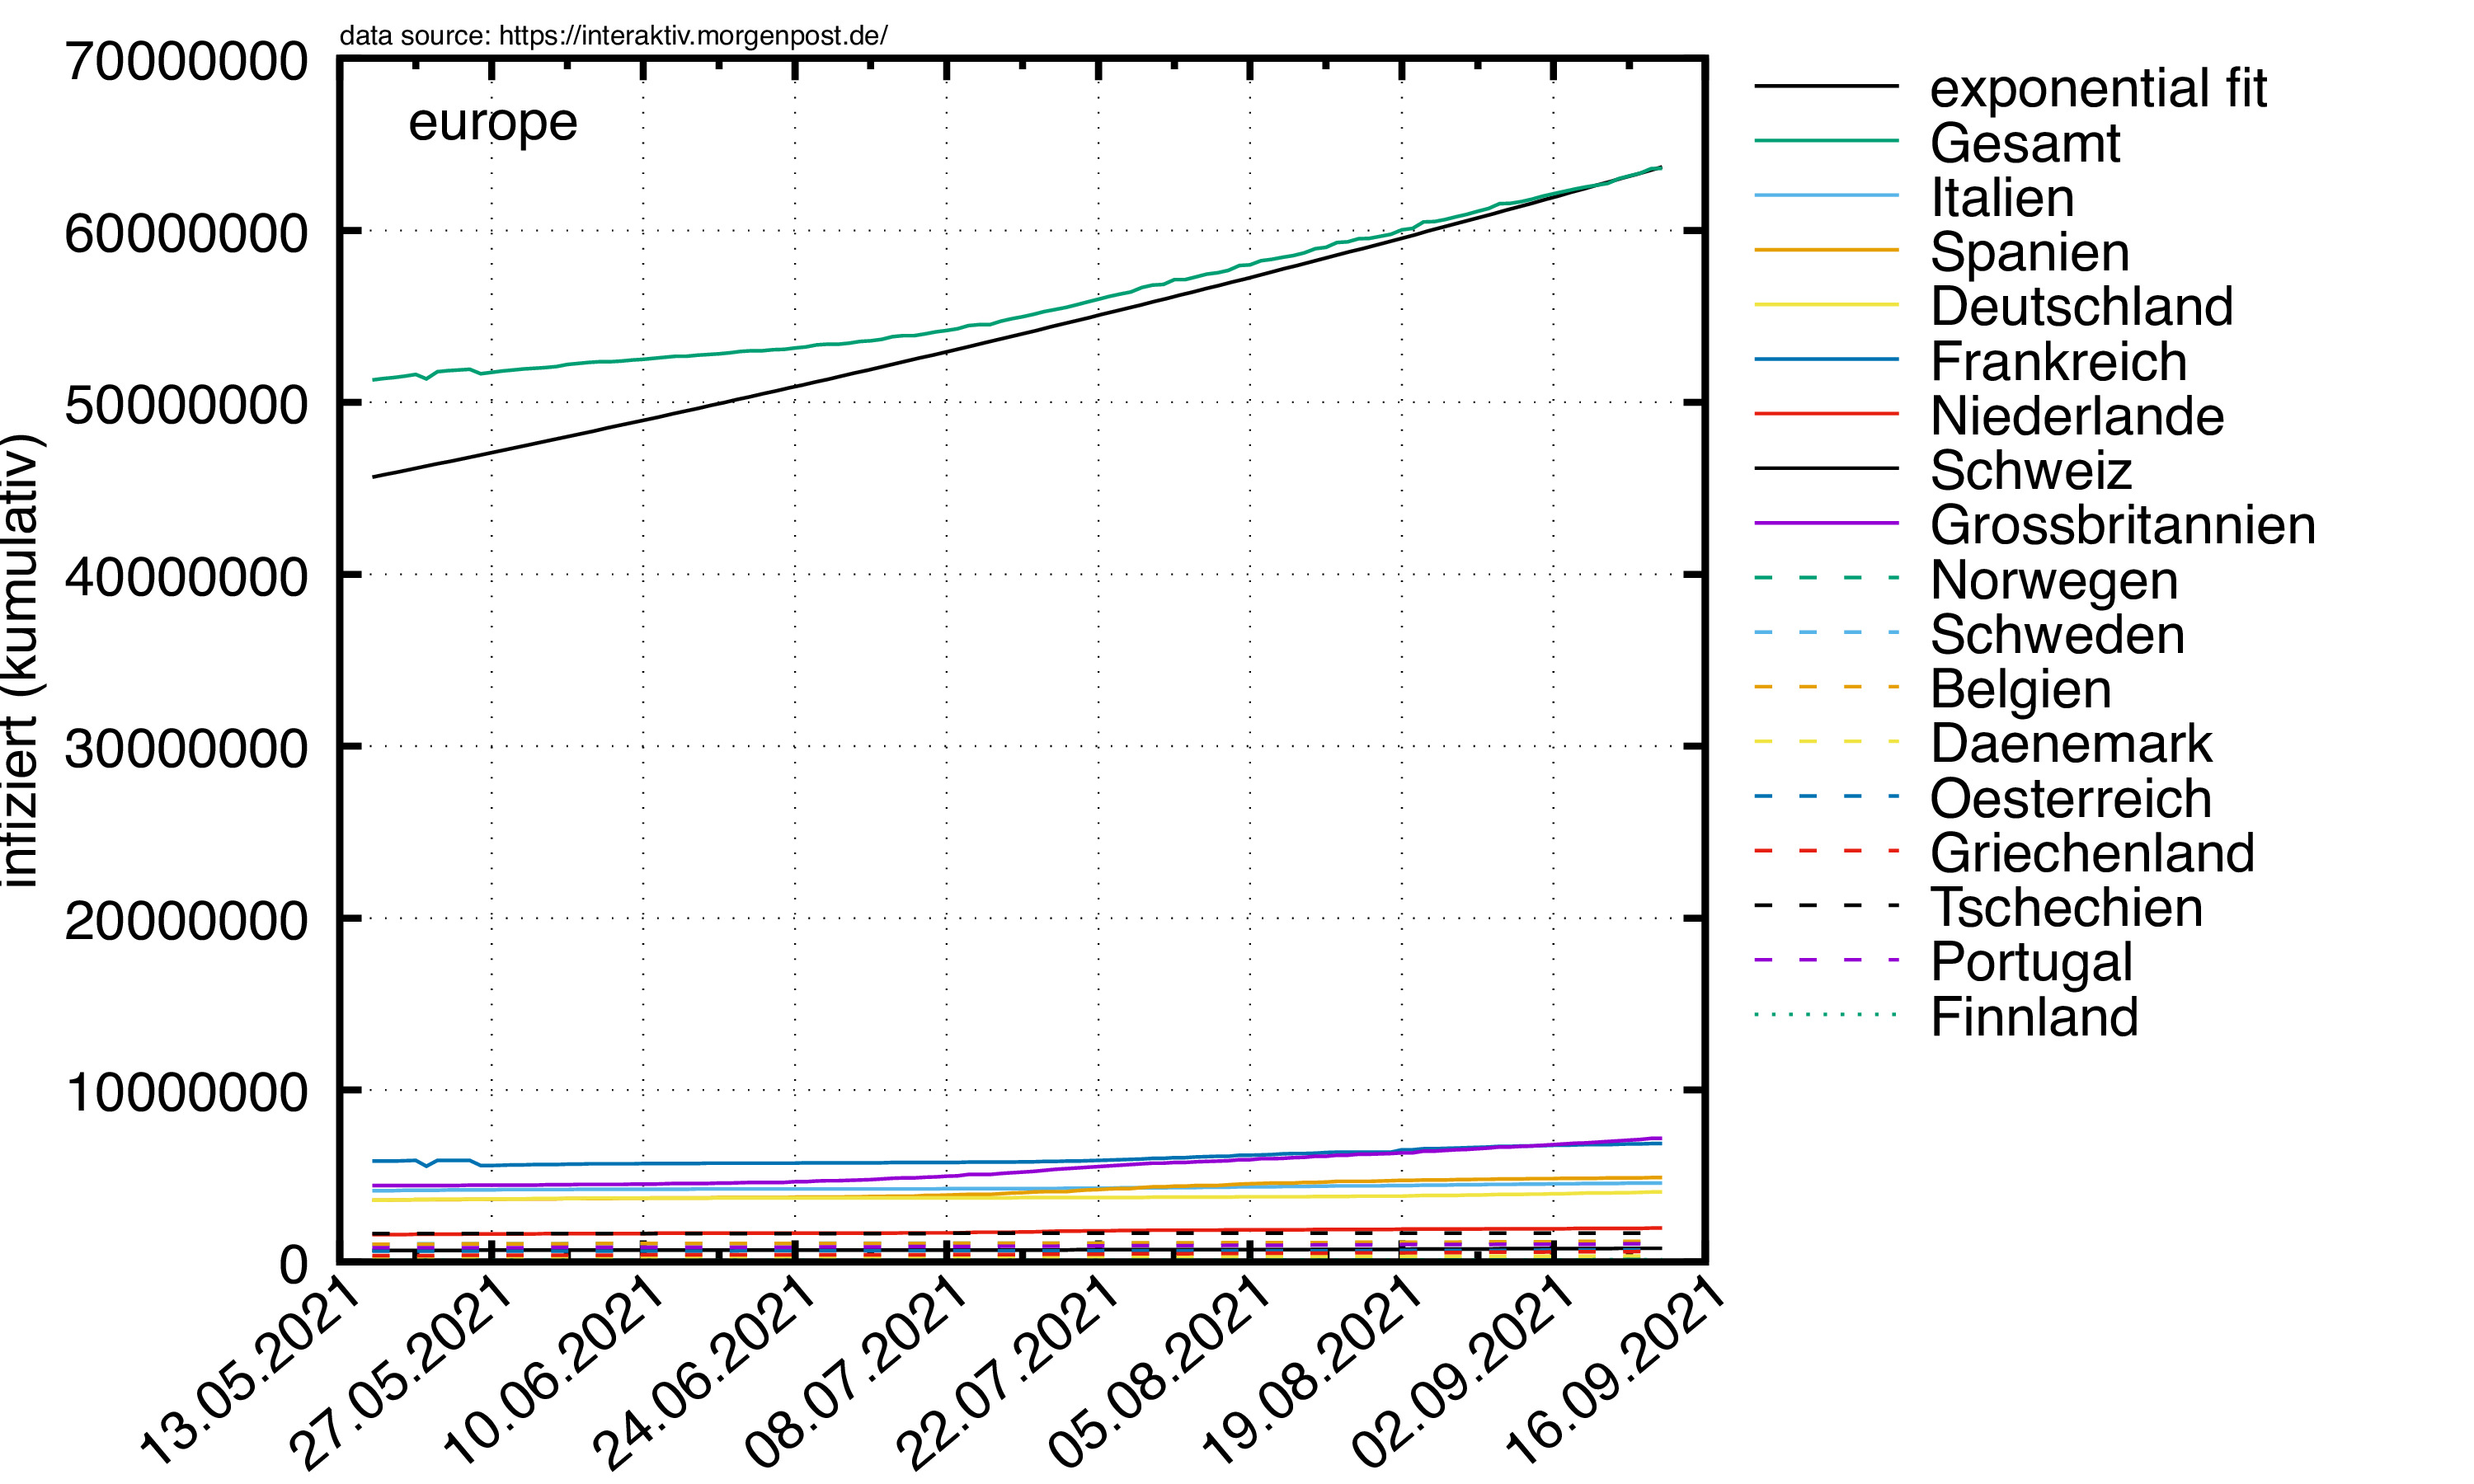 data source: https://interaktiv.morgenpost.de/
europe
infiziert (kumulativ)
70000000
60000000
50000000
40000000
30000000
20000000
10000000
0
13.05.2021
27.05.2021
10.06.2021
24.06.2021
08.07.2021
22.07.2021
05.08.2021
19.08.2021
02.09.2021
16.09.2021
exponential fit
Gesamt
Italien
Spanien
Deutschland
Frankreich
Niederlande
Schweiz
Grossbritannien
Norwegen
Schweden
Belgien
Daenemark
Oesterreich
Griechenland
Tschechien
Portugal
Finnland